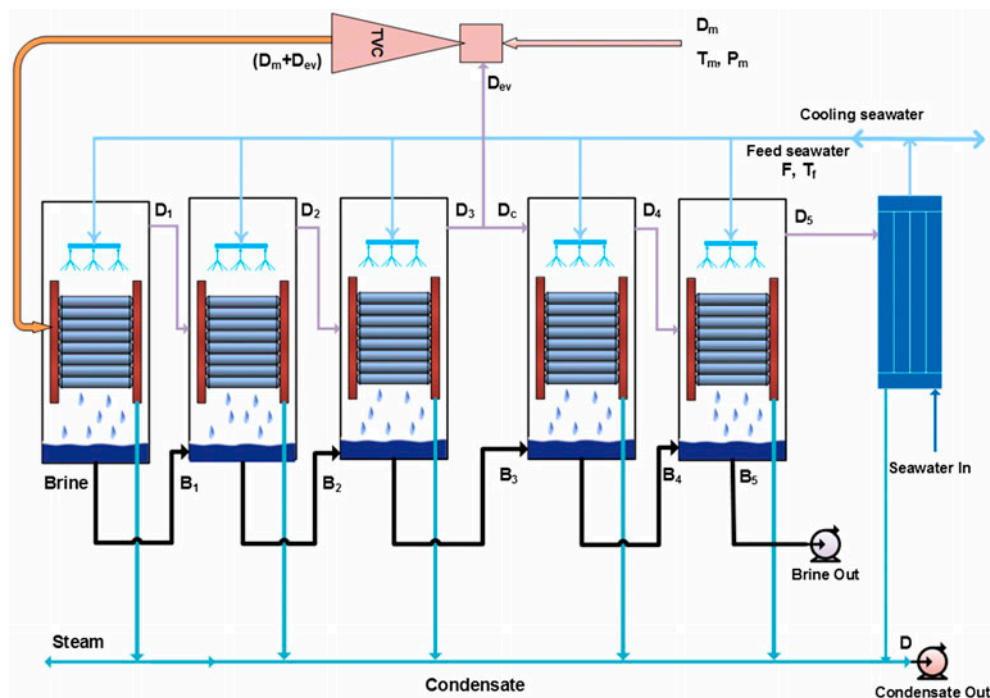 TVC
(Dm+Dev)
Dm
Tm, Pm
Dev
Cooling seawater
Feed seawater
F, Tf
D1
D2
D3
Dc
D4
D5
Brine
B1
B2
B3
B4
B5
Seawater In
Brine Out
Steam
D
Condensate
Condensate Out